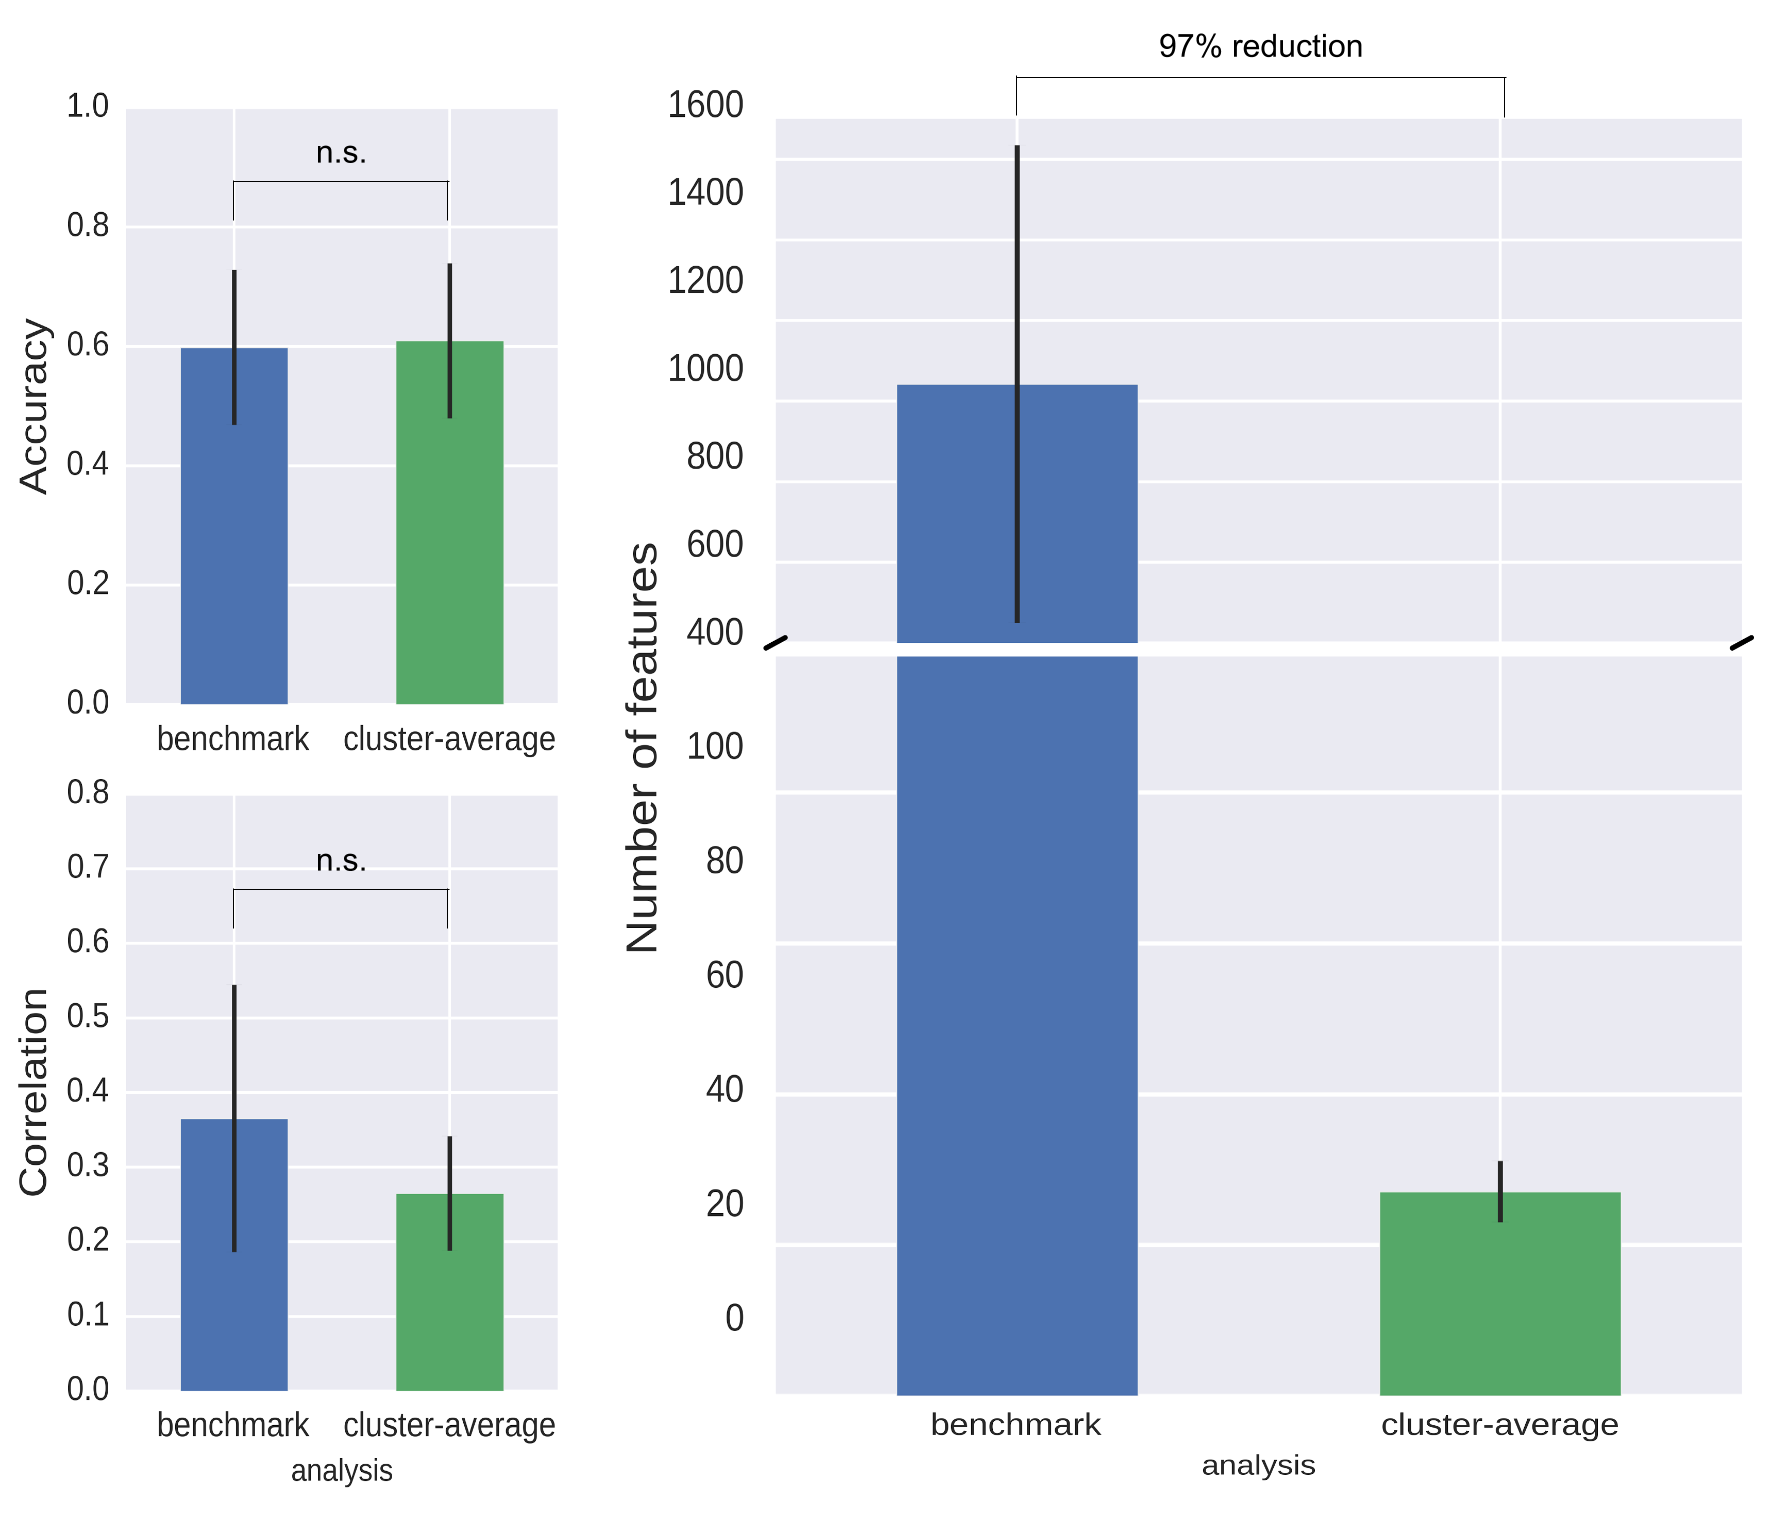 1.0
n.s.
0.8
0.6
0.4
0.2
0.0
Accuracy
benchmark cluster-average
0.8
0.7
n.s.
0.6
0.5
0.4
0.3
0.2
0.1
0.0
Correlation
benchmark cluster-average
analysis
97% reduction
1600
1400
1200
1000
800
600
400
100
80
60
40
20
0
Number of features
benchmark cluster-average
analysis